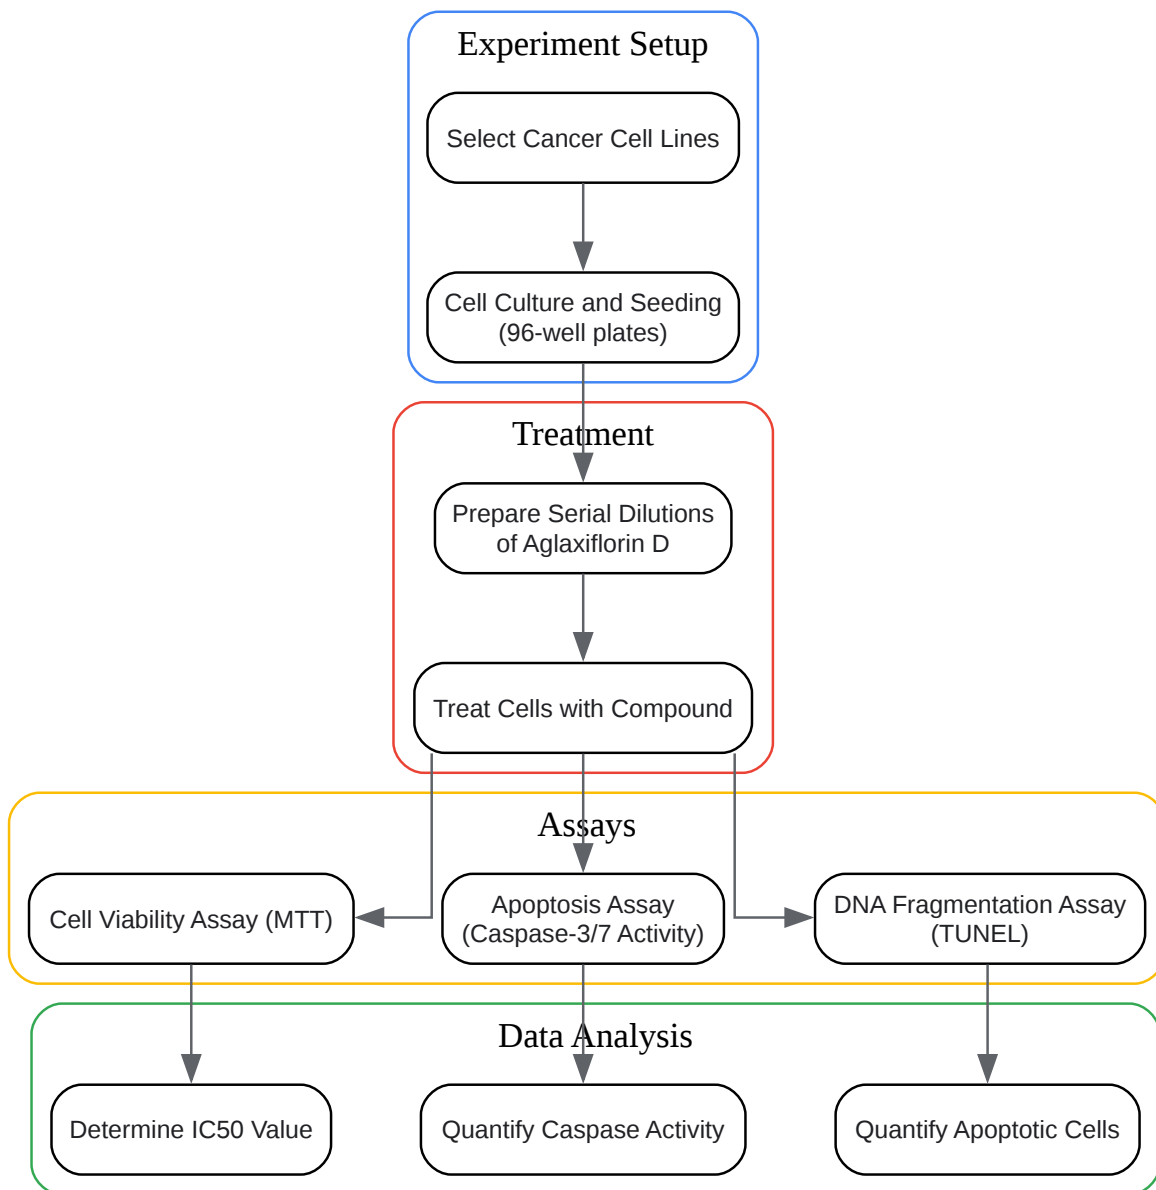 Experiment Setup
Select Cancer Cell Lines
Cell Culture and Seeding
(96-well plates)
Treatment
Prepare Serial Dilutions
of Aglaxiflorin D
Treat Cells with Compound
Assays
Cell Viability Assay (MTT)
Apoptosis Assay
(Caspase-3/7 Activity)
DNA Fragmentation Assay
(TUNEL)
Data Analysis
Determine IC50 Value
Quantify Caspase Activity
Quantify Apoptotic Cells